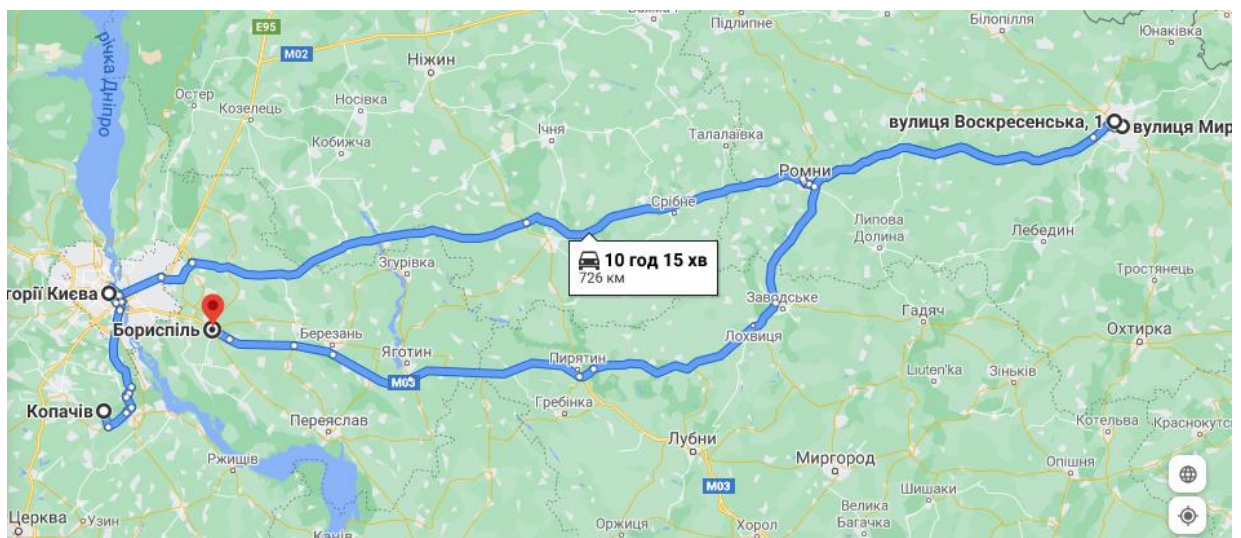 Підлипне
Білопілля
Юнаківка
E95
M02
Ніжин
річка Дніпро
Остер
Козелець
Носівка
Ічня
Талалаївка
Кобижча
вулиця Воскресенська, 1
вулиця Мир
Ромни
Срібне
Липова
Долина
Лебедин
10 год 15 хв
726 км
Згурівка
Тростянець
торії Києва
Заводське
Гадяч
Бориспіль
Березань
Лохвиця
Охтирка
Яготин
Пирятин
M03
Liuten'ka
Зіньків
Копачів
Гребінка
Переяслав
Котельва
Краснокутс
Лубни
Ржищів
Миргород
Опішня
M03
Шишаки
Церква
Узин
Велика
Багачка
Оржиця
Хорол
Канів